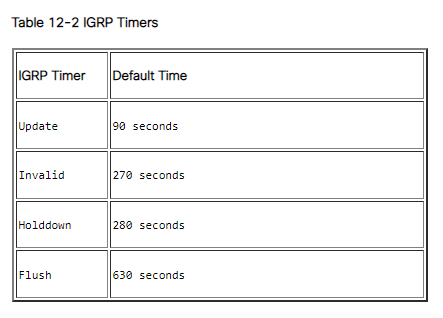 Table 12-2 IGRP Timers
IGRP Timer Default Time
Update 90 seconds
Invalid 270 seconds
Holddown 280 seconds
Flush 630 seconds